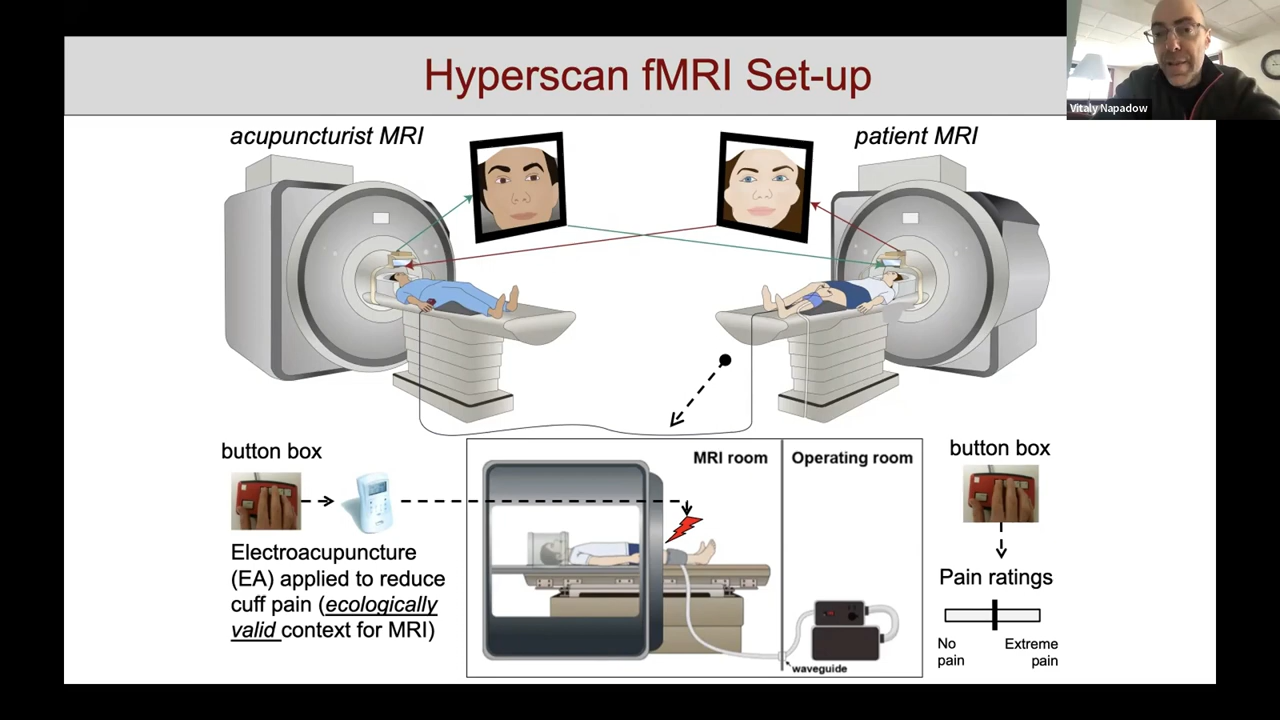 Hyperscan fMRI Set-up
Vitaly Napadow
acupuncturist MRI
patient MRI
button box
MRI room
Operating room
button box
Electroacupuncture
(EA) applied to reduce
cuff pain (ecologically
valid context for MRI)
Pain ratings
No
pain
Extreme
pain
waveguide